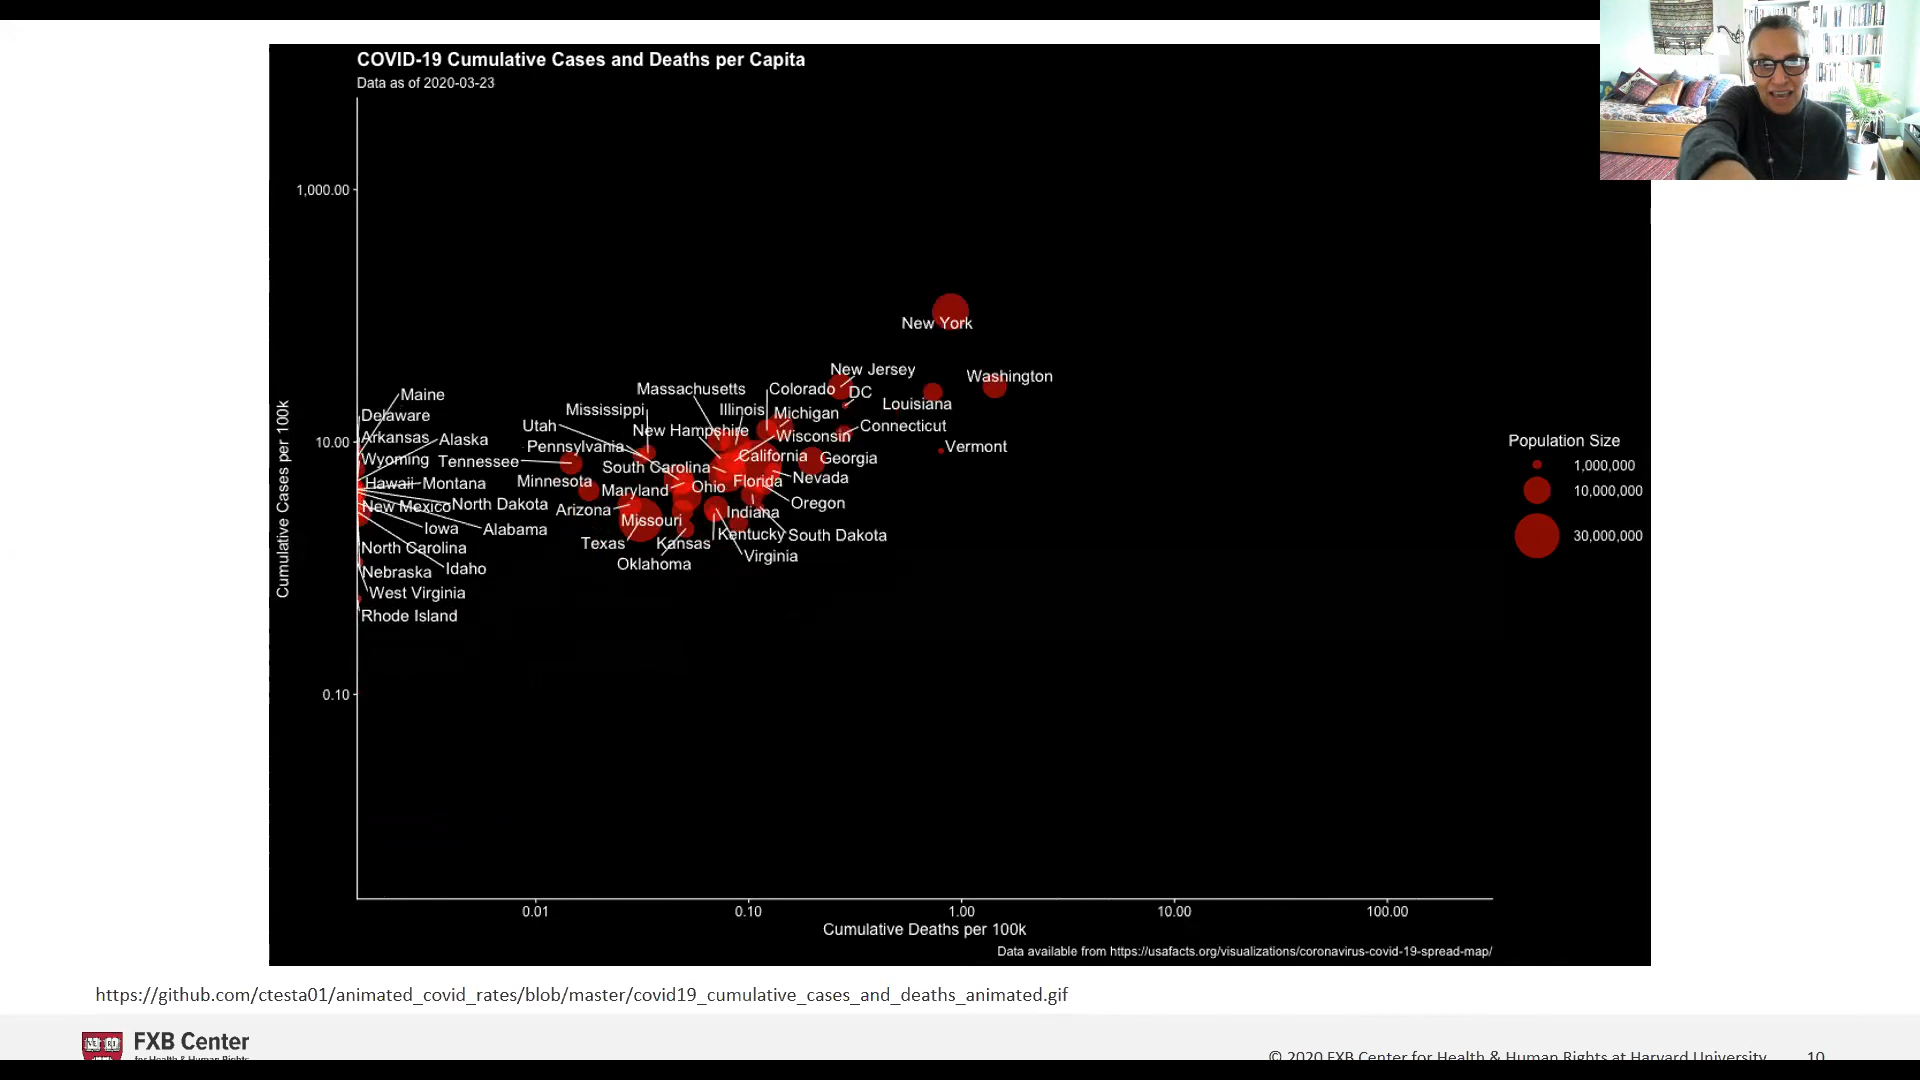 COVID-19 Cumulative Cases and Deaths per Capita
Data as of 2020-03-23
1,000.00
10.00
0.10
Cumulative Cases per 100k
New York
New Jersey
Washington
Massachusetts
Colorado
DC
Maine
Louisiana
Delaware
Mississippi
Illinois
Michigan
Utah
New Hampshire
Connecticut
Arkansas
Alaska
Wisconsin
Pennsylvania
Vermont
Wyoming
Tennessee
California
Georgia
South Carolina
Hawaii
Montana
Minnesota
Florida
Nevada
Maryland
Ohio
New Mexico
North Dakota
Oregon
Arizona
Indiana
Missouri
Iowa
Alabama
Kentucky
South Dakota
North Carolina
Texas
Kansas
Virginia
Oklahoma
Nebraska
Idaho
West Virginia
Rhode Island
Population Size
1,000,000
10,000,000
30,000,000
0.01
0.10
1.00
10.00
100.00
Cumulative Deaths per 100k
Data available from https://usafacts.org/visualizations/coronavirus-covid-19-spread-map/
https://github.com/ctesta01/animated_covid_rates/blob/master/covid19_cumulative_cases_and_deaths_animated.gif
FXB Center
for Health & Human Rights
© 2020 FXB Center for Health & Human Rights at Harvard University
10